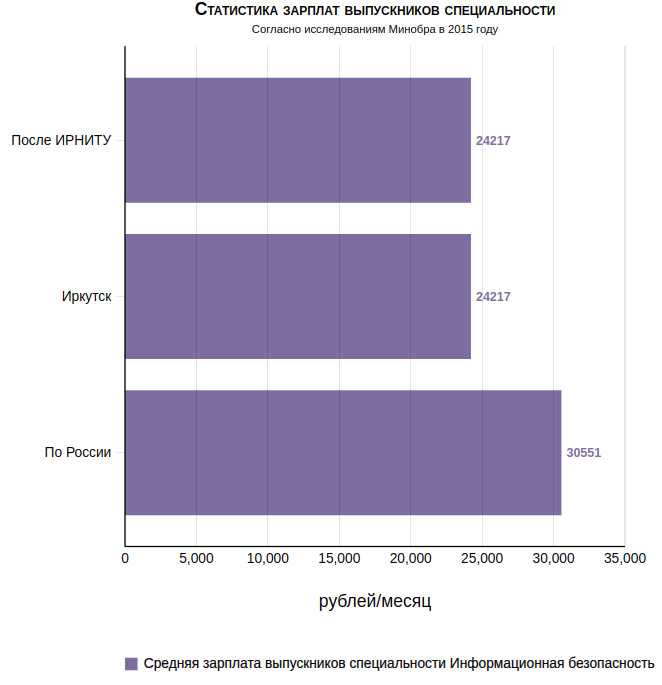 Статистика зарплат выпускников специальности
Согласно исследованиям Минобра в 2015 году
После ИРНИТУ
24217
Иркутск
24217
По России
30551
0 5,000 10,000 15,000 20,000 25,000 30,000 35,000
рублей/месяц
Средняя зарплата выпускников специальности Информационная безопасность